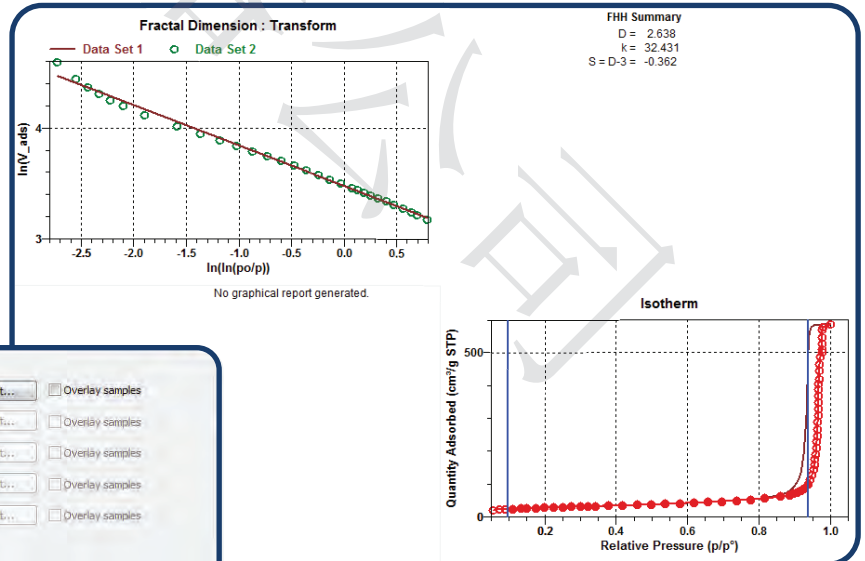 Fractal Dimension : Transform
Data Set 1
Data Set 2
ln(V_ads)
4
3
-2.5
-2.0
-1.5
-1.0
-0.5
0.0
0.5
ln(ln(po/p))
No graphical report generated.
FHH Summary
D = 2.638
k = 32.431
S = D-3 = -0.362
Isotherm
Quantity Adsorbed (cm³/g STP)
500
0
0.2
0.4
0.6
0.8
1.0
Relative Pressure (p/p°)
Overlay samples
Overlay samples
Overlay samples
Overlay samples
Overlay samples
公司